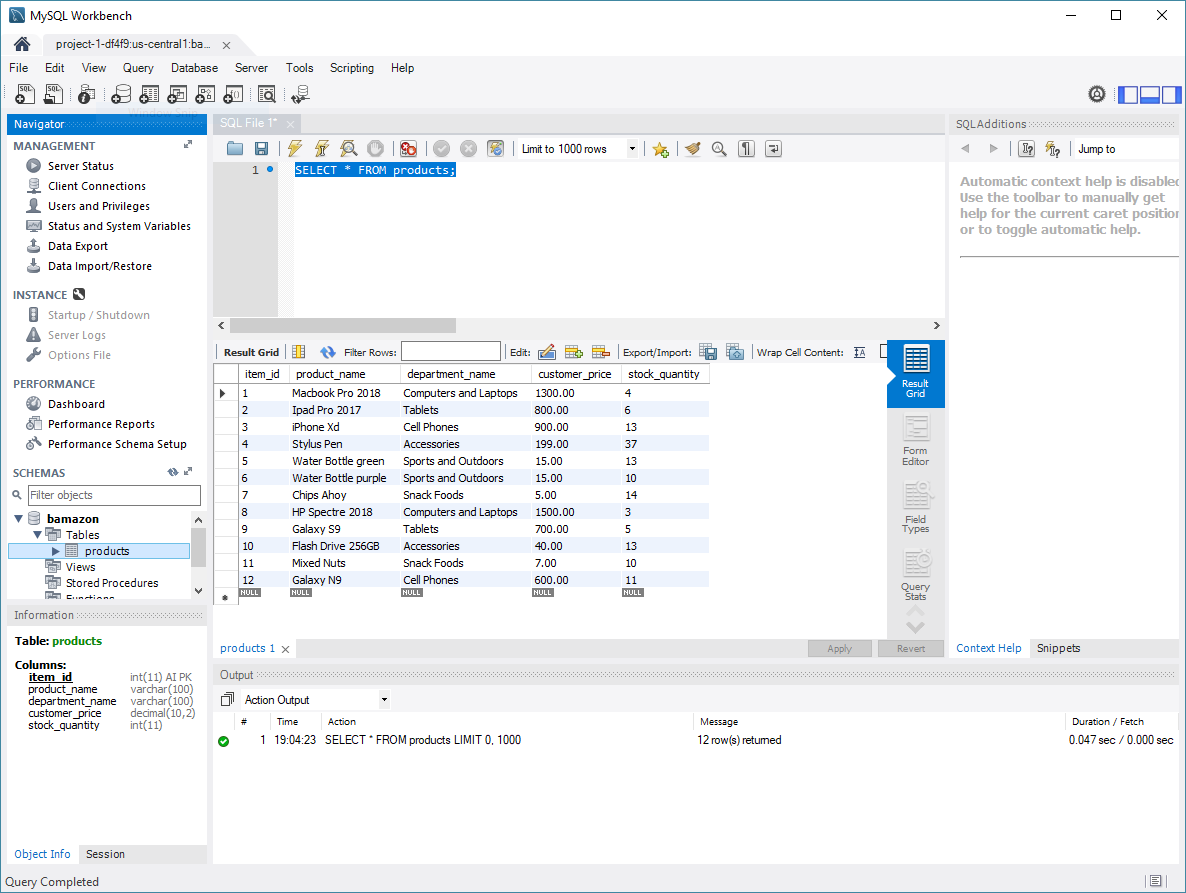 MySQL Workbench
project-1-df4f9:us-central1:ba...
File Edit View Query Database Server Tools Scripting Help
Navigator
MANAGEMENT
Server Status
Client Connections
Users and Privileges
Status and System Variables
Data Export
Data Import/Restore
INSTANCE
Startup / Shutdown
Server Logs
Options File
PERFORMANCE
Dashboard
Performance Reports
Performance Schema Setup
SCHEMAS
Filter objects
bamazon
Tables
products
Views
Stored Procedures
Functions
Information
Table: products
Columns:
item_id int(11) AI PK
product_name varchar(100)
department_name varchar(100)
customer_price decimal(10,2)
stock_quantity int(11)
Object Info Session
SQL File 1*
Limit to 1000 rows
1 SELECT * FROM products;
Result Grid Filter Rows: Edit: Export/Import: Wrap Cell Content:
item_id product_name department_name customer_price stock_quantity
1 Macbook Pro 2018 Computers and Laptops 1300.00 4
2 Ipad Pro 2017 Tablets 800.00 6
3 iPhone Xd Cell Phones 900.00 13
4 Stylus Pen Accessories 199.00 37
5 Water Bottle green Sports and Outdoors 15.00 13
6 Water Bottle purple Sports and Outdoors 15.00 10
7 Chips Ahoy Snack Foods 5.00 14
8 HP Spectre 2018 Computers and Laptops 1500.00 3
9 Galaxy S9 Tablets 700.00 5
10 Flash Drive 256GB Accessories 40.00 13
11 Mixed Nuts Snack Foods 7.00 10
12 Galaxy N9 Cell Phones 600.00 11
NULL NULL NULL NULL NULL
Result
Grid
Form
Editor
Field
Types
Query
Stats
products 1
Apply Revert
SQLAdditions
Jump to
Automatic context help is disabled
Use the toolbar to manually get
help for the current caret position
or to toggle automatic help.
Context Help Snippets
Output
Action Output
# Time Action Message Duration / Fetch
1 19:04:23 SELECT * FROM products LIMIT 0, 1000 12 row(s) returned 0.047 sec / 0.000 sec
Query Completed